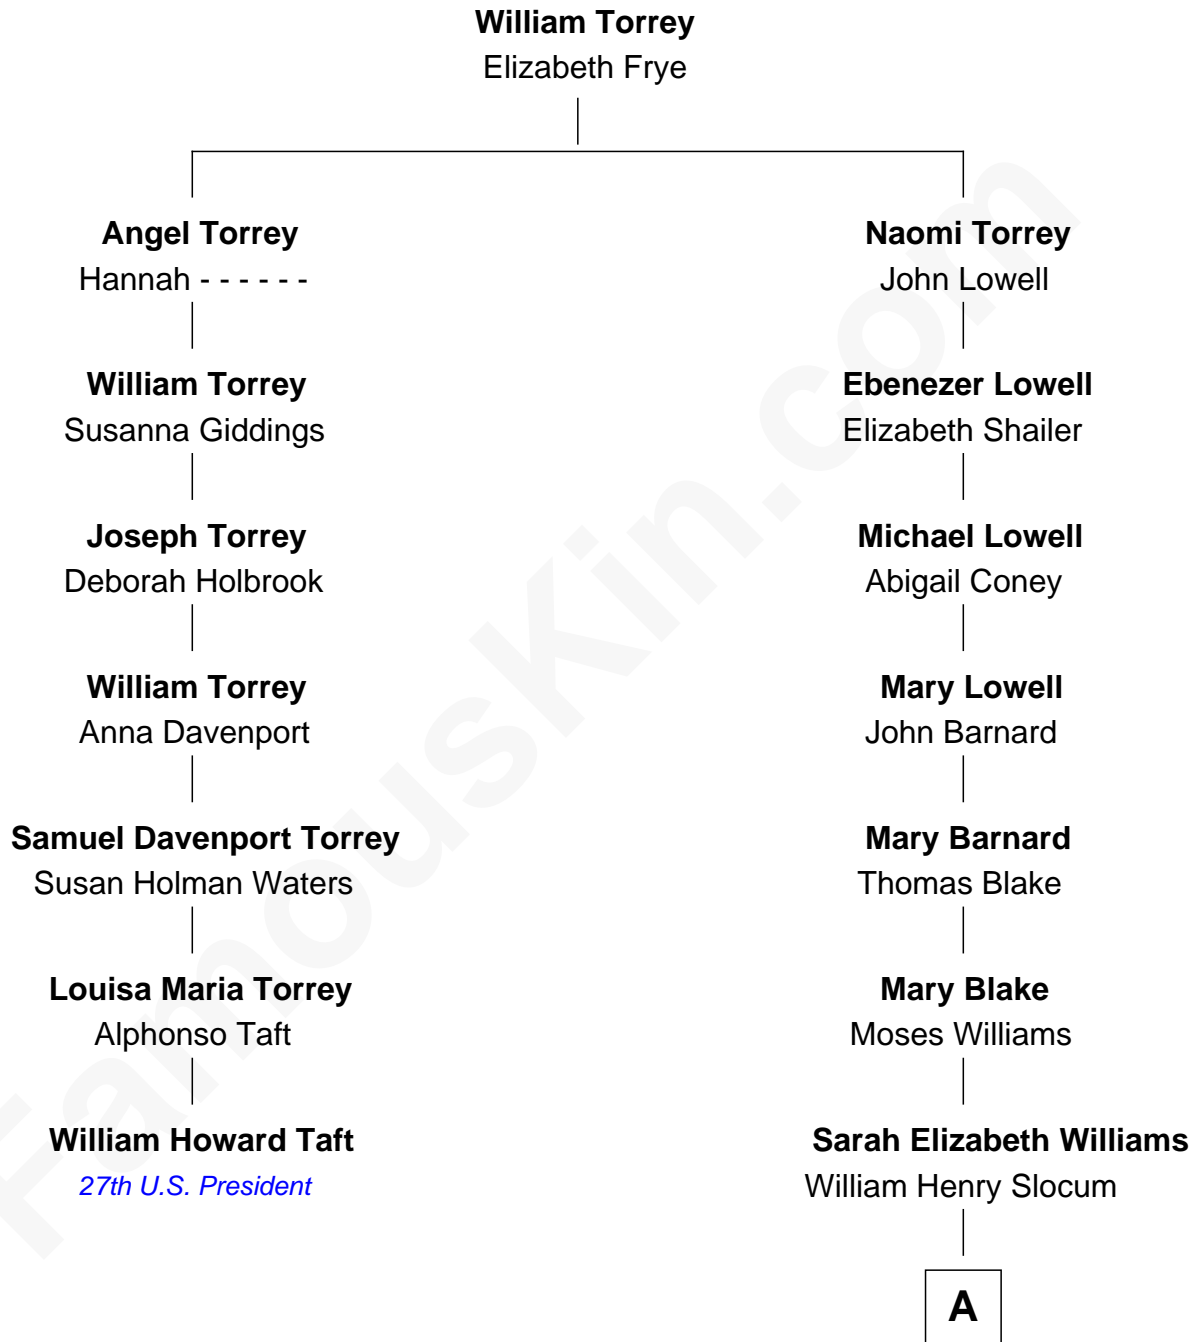 William Torrey
Elizabeth Frye
Angel Torrey
Hannah - - - - - -
Naomi Torrey
John Lowell
William Torrey
Susanna Giddings
Ebenezer Lowell
Elizabeth Shailer
Joseph Torrey
Deborah Holbrook
Michael Lowell
Abigail Coney
William Torrey
Anna Davenport
Mary Lowell
John Barnard
Samuel Davenport Torrey
Susan Holman Waters
Mary Barnard
Thomas Blake
Louisa Maria Torrey
Alphonso Taft
Mary Blake
Moses Williams
William Howard Taft
27th U.S. President
Sarah Elizabeth Williams
William Henry Slocum
A
FamousKin.com